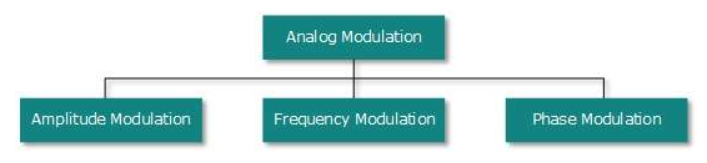 Analog Modulation
Amplitude Modulation
Frequency Modulation
Phase Modulation